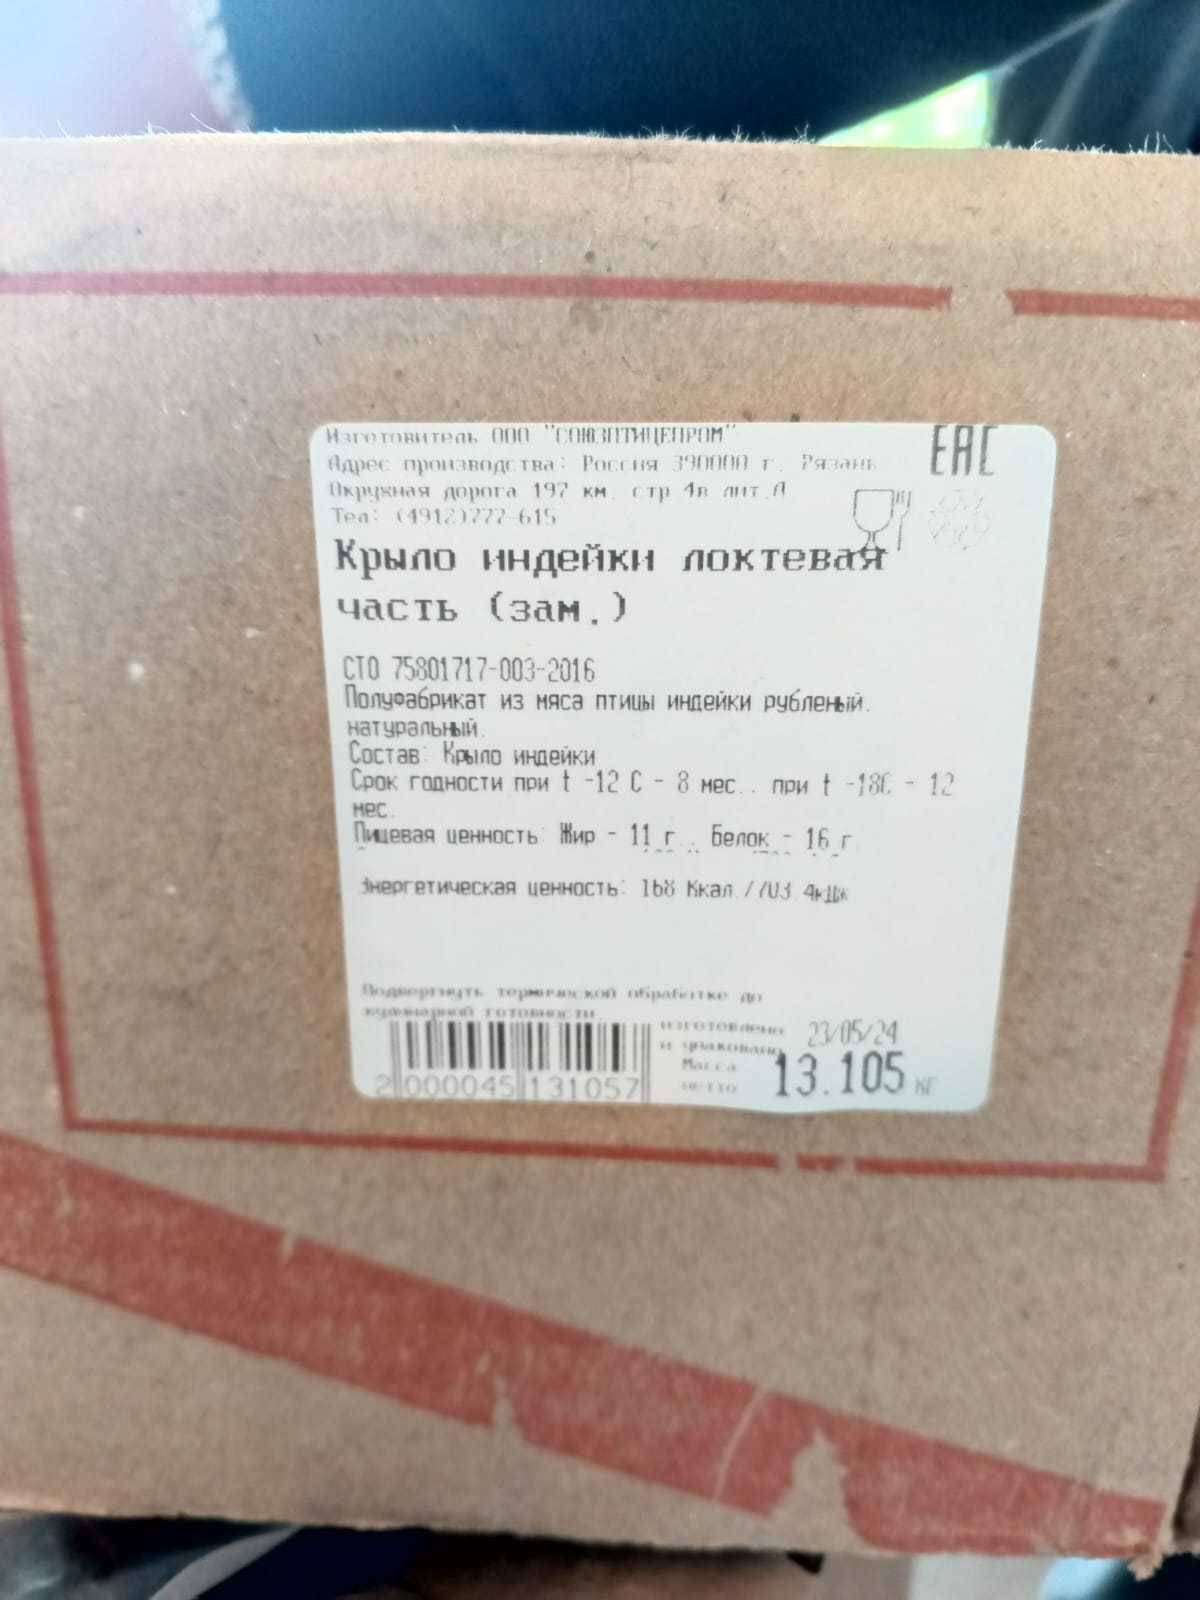 Изготовитель ООО "СОЮЗПТИЦЕПРОМ"
Адрес производства: Россия 390000 г. Рязань
Окружная дорога 197 км. стр 4в лит.А
Тел: (4912)777-615
EAC
Крыло индейки локтевая
часть (зам.)
СТО 75801717-003-2016
Полуфабрикат из мяса птицы индейки рубленый.
натуральный.
Состав: Крыло индейки
Срок годности при t -12 С - 8 мес.. при t -18С - 12
мес.
Пищевая ценность: Жир - 11 г.. Белок - 16 г
Энергетическая ценность: 168 Ккал./703.4кДж
Подвергнуть термической обработке до
кулинарной готовности.
изготовлено
и упаковано 23/05/24
Масса
нетто 13.105 кг
2 000045 131057